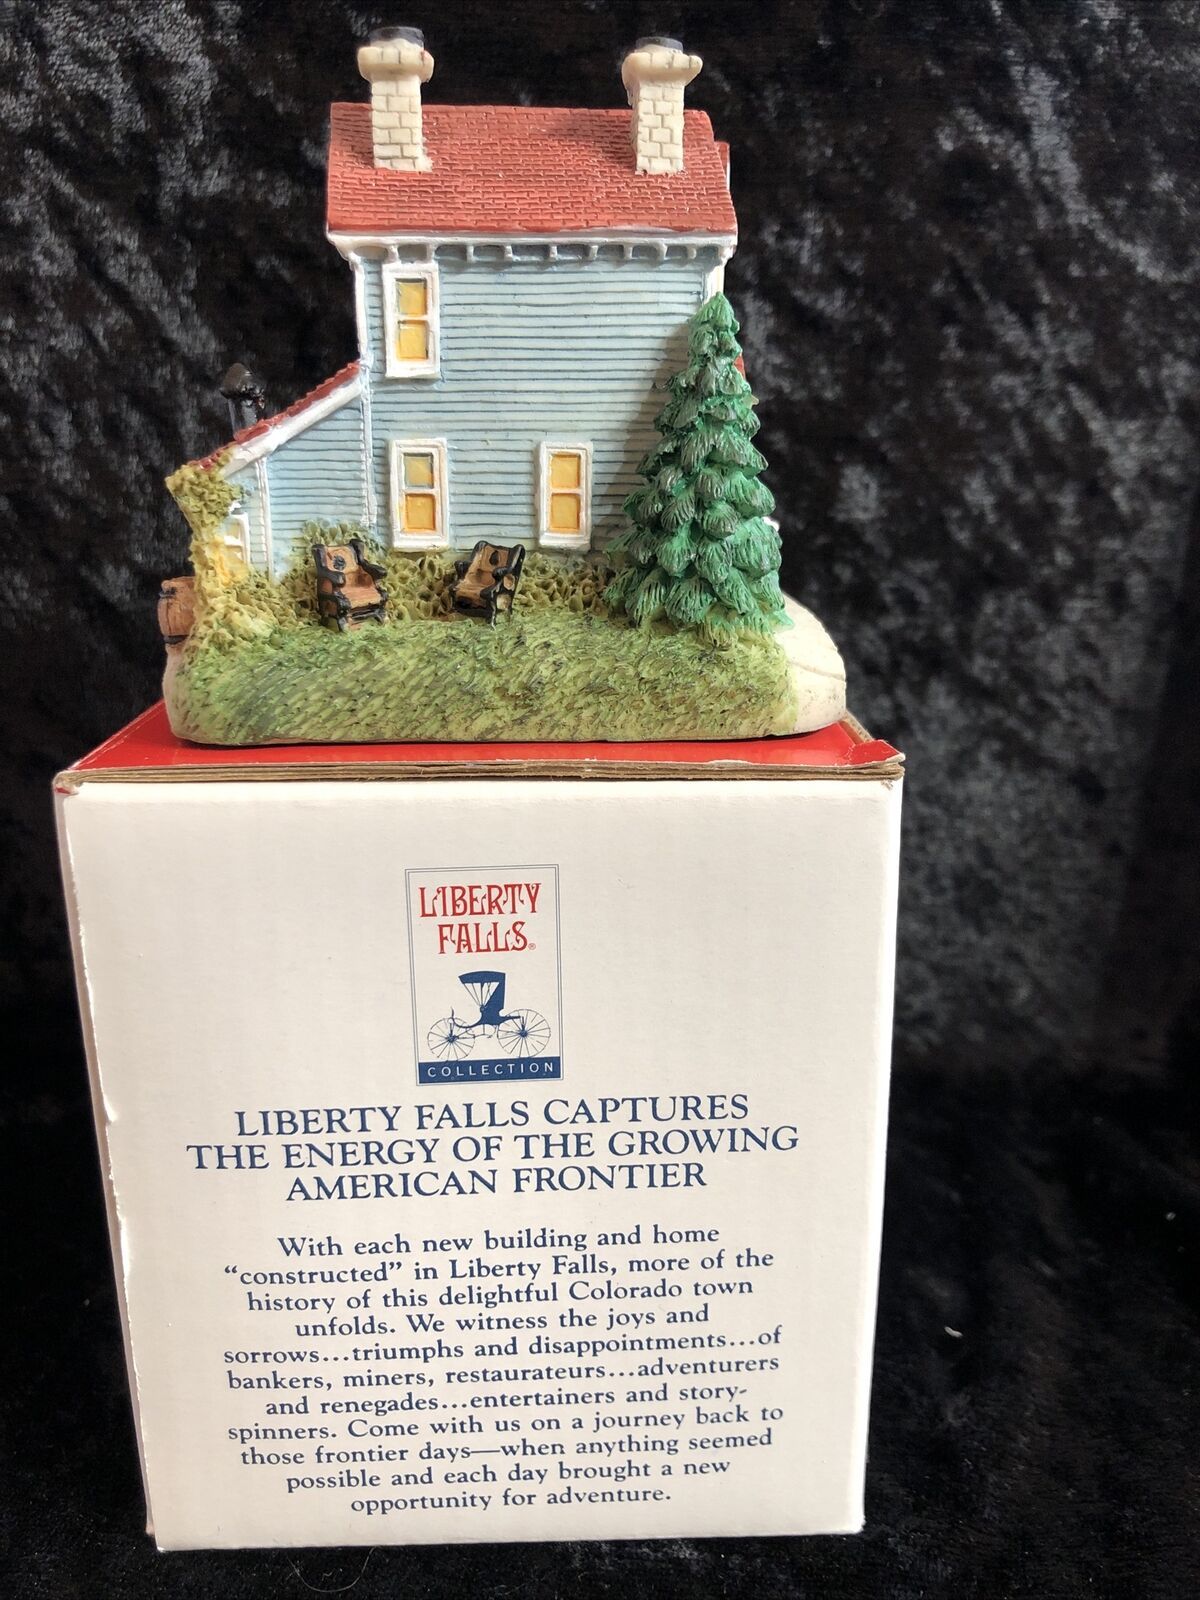 LIBERTY
FALLS®
COLLECTION
LIBERTY FALLS CAPTURES
THE ENERGY OF THE GROWING
AMERICAN FRONTIER
With each new building and home
“constructed” in Liberty Falls, more of the
history of this delightful Colorado town
unfolds. We witness the joys and
sorrows...triumphs and disappointments...of
bankers, miners, restaurateurs...adventurers
and renegades...entertainers and story-
spinners. Come with us on a journey back to
those frontier days—when anything seemed
possible and each day brought a new
opportunity for adventure.